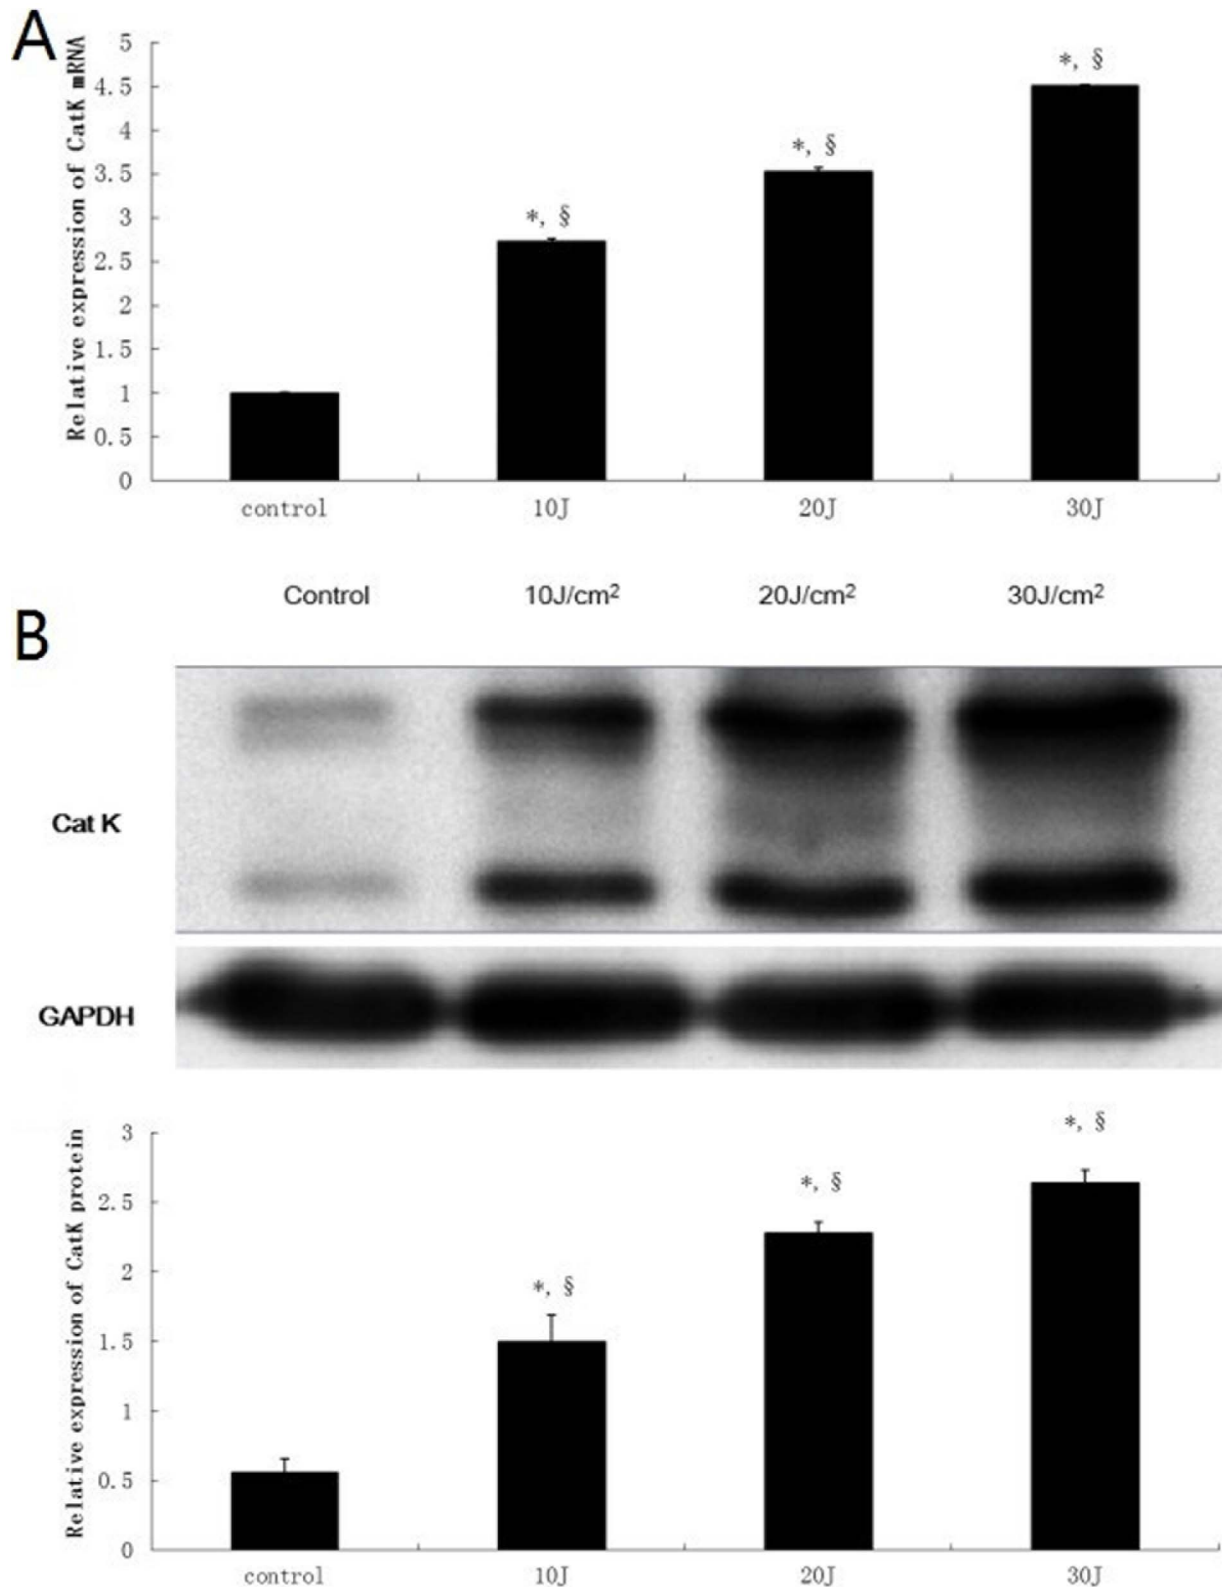 A
Relative expression of CatK mRNA
5
4.5
4
3.5
3
2.5
2
1.5
1
0.5
0
*, §
*, §
*, §
control 10J 20J 30J
Control 10J/cm² 20J/cm² 30J/cm²
B
Cat K
GAPDH
Relative expression of CatK protein
3
2.5
2
1.5
1
0.5
0
*, §
*, §
*, §
control 10J 20J 30J